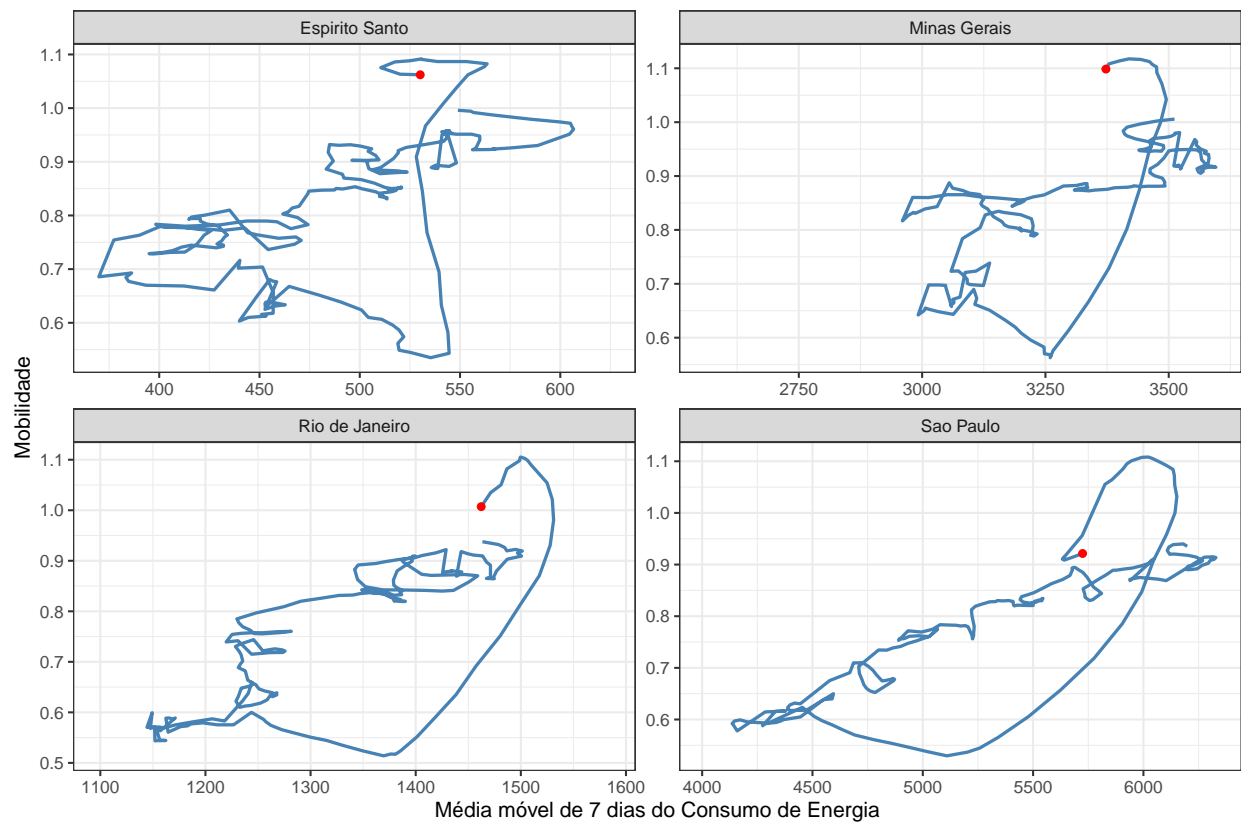 Espirito Santo
Minas Gerais
1.1
1.0
0.9
0.8
0.7
0.6
400 450 500 550 600
1.1
1.0
0.9
0.8
0.7
0.6
2750 3000 3250 3500
Rio de Janeiro
Sao Paulo
1.1
1.0
0.9
0.8
0.7
0.6
0.5
1100 1200 1300 1400 1500 1600
1.1
1.0
0.9
0.8
0.7
0.6
4000 4500 5000 5500 6000
Mobilidade
Média móvel de 7 dias do Consumo de Energia